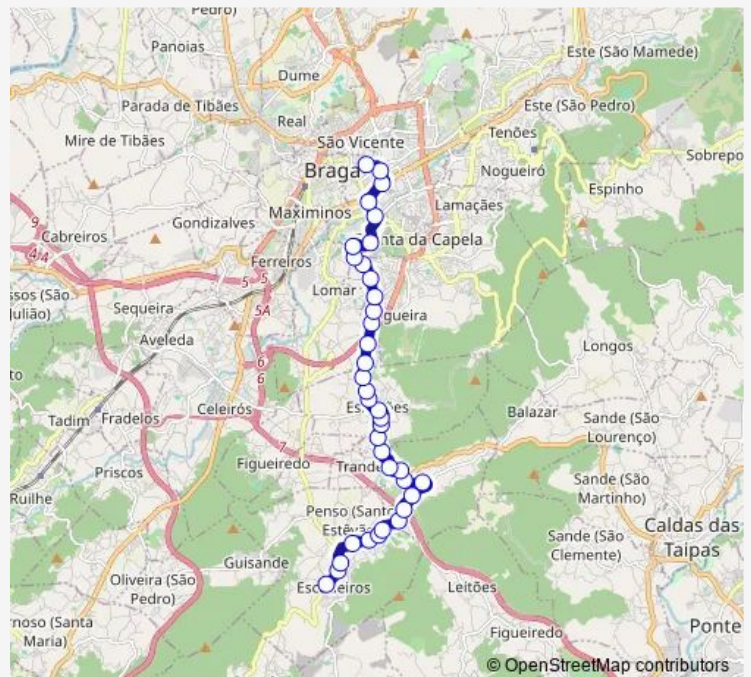 Pedro)
Panoias
Este (São Mamede)
Dume
Parada de Tibães
Este (São Pedro)
Real
Mire de Tibães
São Vicente
Tenões
Sobrepo
Braga
Nogueiró
Espinho
Maximinos
Lamaçães
Gondizalves
9
Cabreiros
nta da Capela
4
4
Ferreiros
5
5
ssos (São
Julião)
Lomar
Sequeira
5A
gueira
Aveleda
Longos
6
6
to
Celeirós
Balazar
Tadim
Fradelos
Sande (São
Lourenço)
7
Figueiredo
Trande
Priscos
Sande (São
Martinho)
Ruilhe
Penso (Santo
Estêvão)
Caldas das
Taipas
Sande (São
Clemente)
Guisande
Oliveira (São
Pedro)
Leitões
rnoso (Santa
Maria)
Ponte
Figueiredo
© OpenStreetMap contributors